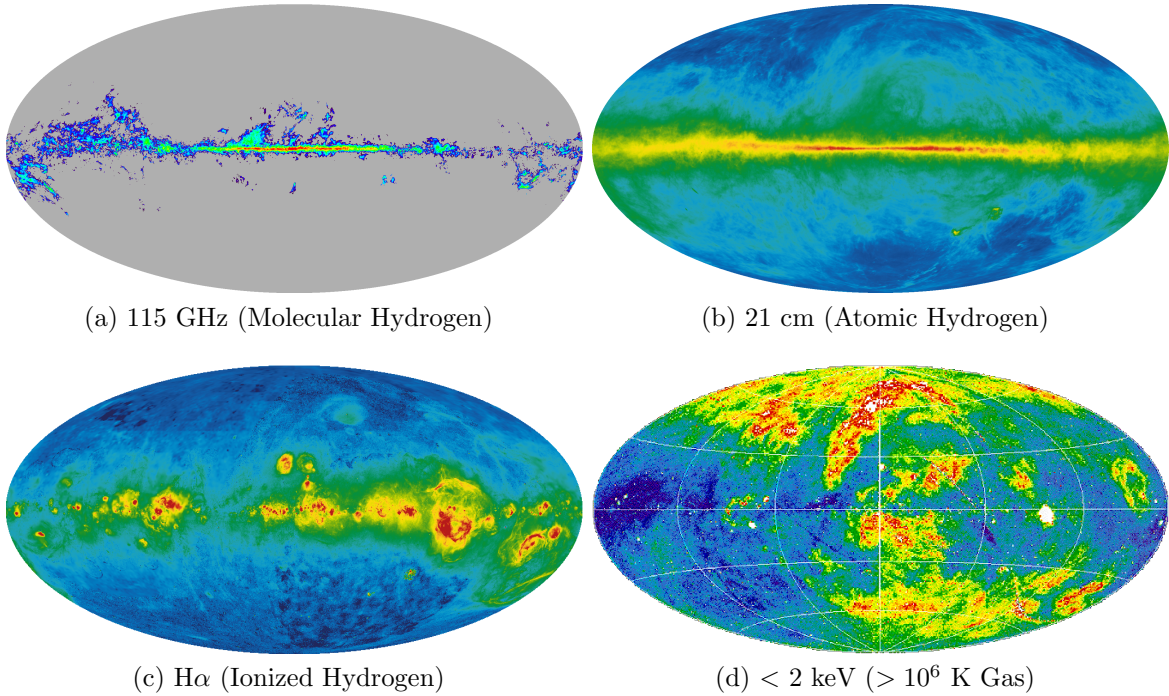 (a) 115 GHz (Molecular Hydrogen)
(b) 21 cm (Atomic Hydrogen)
(c) Hα (Ionized Hydrogen)
(d) < 2 keV (> 10⁶ K Gas)